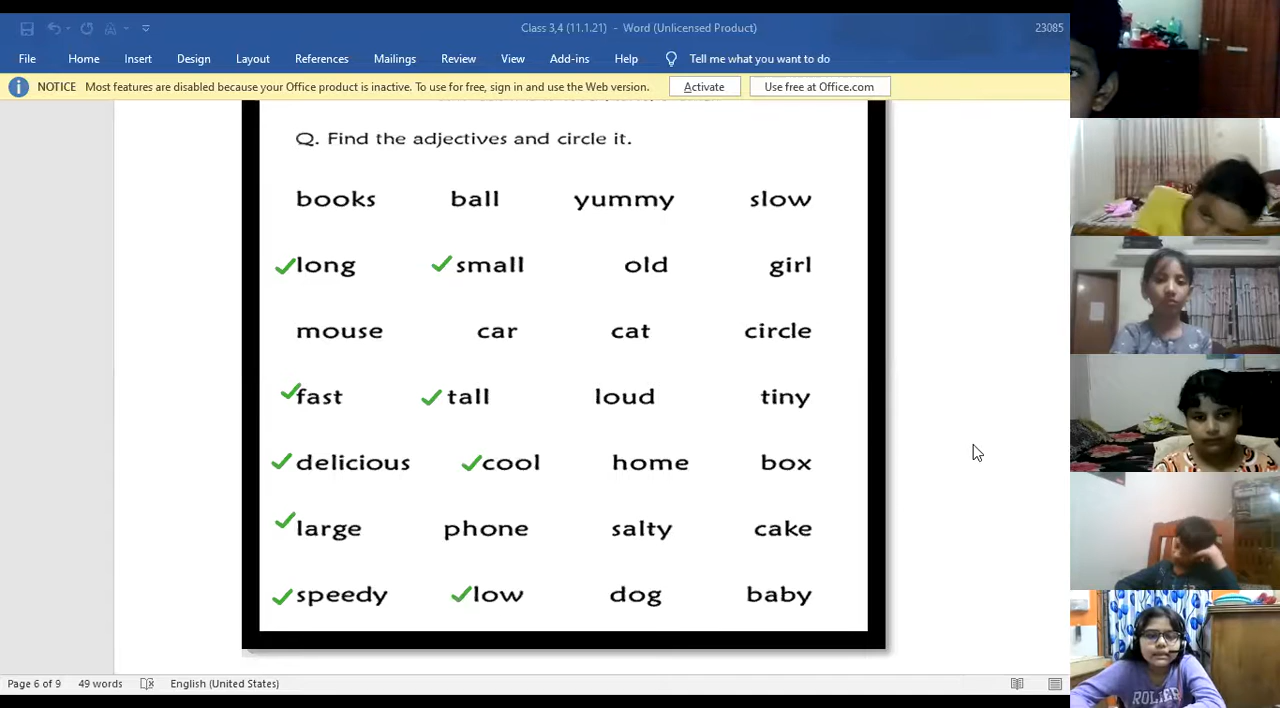 Class 3,4 (11.1.21) - Word (Unlicensed Product) 23085
File Home Insert Design Layout References Mailings Review View Add-ins Help Tell me what you want to do
NOTICE Most features are disabled because your Office product is inactive. To use for free, sign in and use the Web version. Activate Use free at Office.com
Q. Find the adjectives and circle it.
books ball yummy slow
long small old girl
mouse car cat circle
fast tall loud tiny
delicious cool home box
large phone salty cake
speedy low dog baby
Page 6 of 9 49 words English (United States)